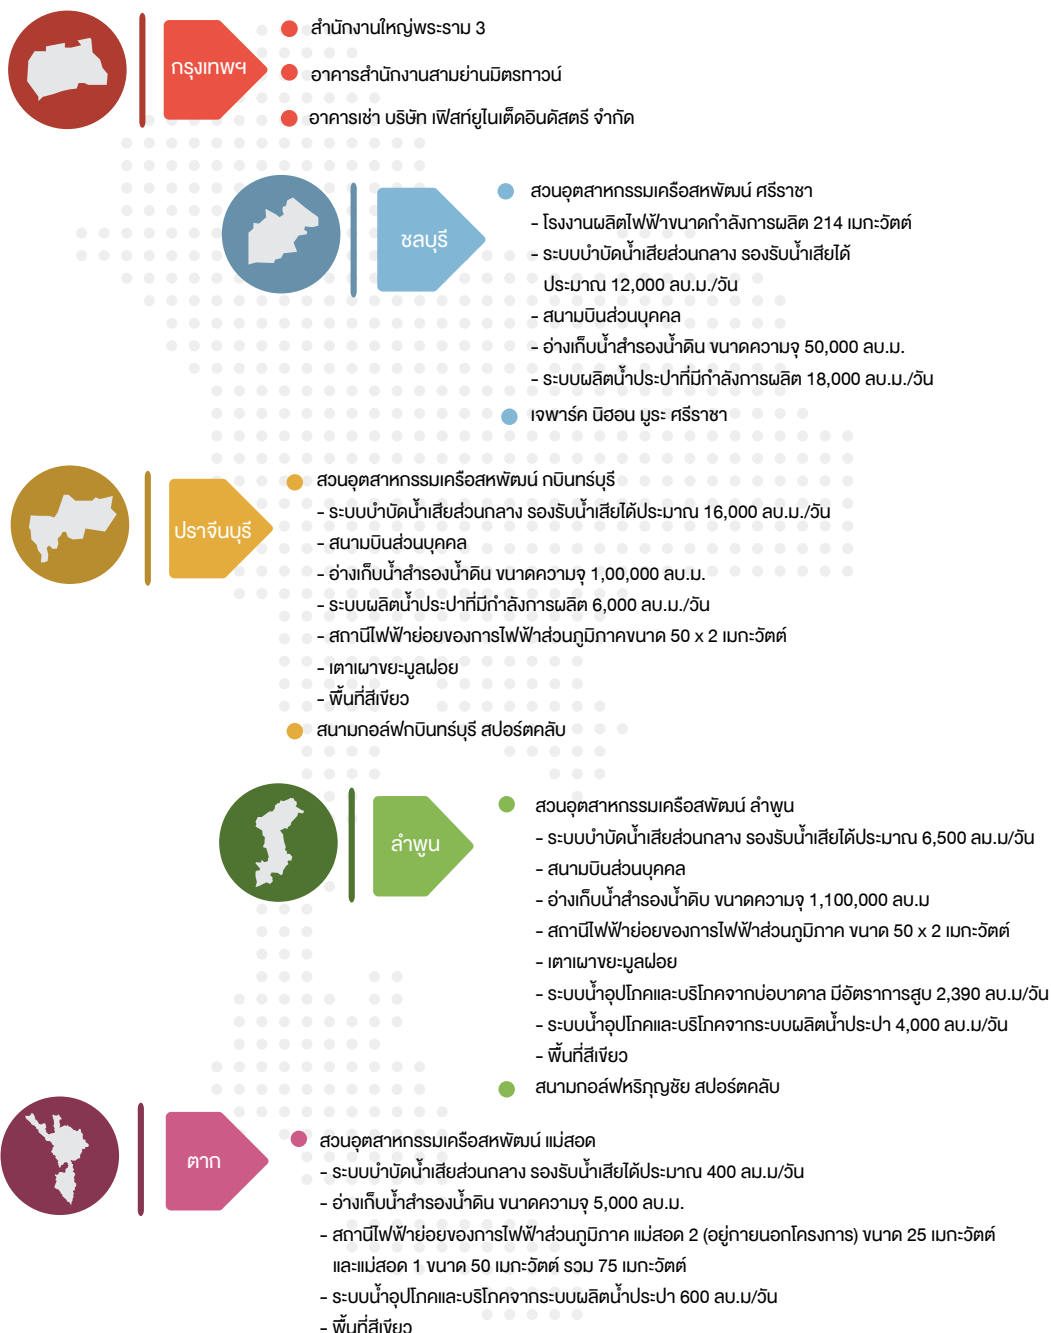 กรุงเทพฯ
สำนักงานใหญ่พระราม 3
อาคารสำนักงานสามย่านมิตรทาวน์
อาคารเช่า บริษัท เฟิสท์ยูไนเต็ดอินดัสตรี จำกัด
ชลบุรี
สวนอุตสาหกรรมเครือสหพัฒน์ ศรีราชา
- โรงงานผลิตไฟฟ้าขนาดกำลังการผลิต 214 เมกะวัตต์
- ระบบบำบัดน้ำเสียส่วนกลาง รองรับน้ำเสียได้
ประมาณ 12,000 ลบ.ม./วัน
- สนามบินส่วนบุคคล
- อ่างเก็บน้ำสำรองน้ำดิน ขนาดความจุ 50,000 ลบ.ม.
- ระบบผลิตน้ำประปาที่มีกำลังการผลิต 18,000 ลบ.ม./วัน
เจพาร์ค นิฮอน มูระ ศรีราชา
ปราจีนบุรี
สวนอุตสาหกรรมเครือสหพัฒน์ กบินทร์บุรี
- ระบบบำบัดน้ำเสียส่วนกลาง รองรับน้ำเสียได้ประมาณ 16,000 ลบ.ม./วัน
- สนามบินส่วนบุคคล
- อ่างเก็บน้ำสำรองน้ำดิน ขนาดความจุ 1,00,000 ลบ.ม.
- ระบบผลิตน้ำประปาที่มีกำลังการผลิต 6,000 ลบ.ม./วัน
- สถานีไฟฟ้าย่อยของการไฟฟ้าส่วนภูมิภาคขนาด 50 x 2 เมกะวัตต์
- เตาเผาขยะมูลฝอย
- พื้นที่สีเขียว
สนามกอล์ฟกบินทร์บุรี สปอร์ตคลับ
ลำพูน
สวนอุตสาหกรรมเครือสพัฒน์ ลำพูน
- ระบบบำบัดน้ำเสียส่วนกลาง รองรับน้ำเสียได้ประมาณ 6,500 ลม.ม/วัน
- สนามบินส่วนบุคคล
- อ่างเก็บน้ำสำรองน้ำดิบ ขนาดความจุ 1,100,000 ลบ.ม
- สถานีไฟฟ้าย่อยของการไฟฟ้าส่วนภูมิภาค ขนาด 50 x 2 เมกะวัตต์
- เตาเผาขยะมูลฝอย
- ระบบน้ำอุปโภคและบริโภคจากบ่อบาดาล มีอัตราการสูบ 2,390 ลบ.ม/วัน
- ระบบน้ำอุปโภคและบริโภคจากระบบผลิตน้ำประปา 4,000 ลบ.ม/วัน
- พื้นที่สีเขียว
สนามกอล์ฟหริภุญชัย สปอร์ตคลับ
ตาก
สวนอุตสาหกรรมเครือสหพัฒน์ แม่สอด
- ระบบบำบัดน้ำเสียส่วนกลาง รองรับน้ำเสียได้ประมาณ 400 ลม.ม/วัน
- อ่างเก็บน้ำสำรองน้ำดิน ขนาดความจุ 5,000 ลบ.ม.
- สถานีไฟฟ้าย่อยของการไฟฟ้าส่วนภูมิภาค แม่สอด 2 (อยู่ภายนอกโครงการ) ขนาด 25 เมกะวัตต์
และแม่สอด 1 ขนาด 50 เมกะวัตต์ รวม 75 เมกะวัตต์
- ระบบน้ำอุปโภคและบริโภคจากระบบผลิตน้ำประปา 600 ลบ.ม/วัน
- พื้นที่สีเขียว